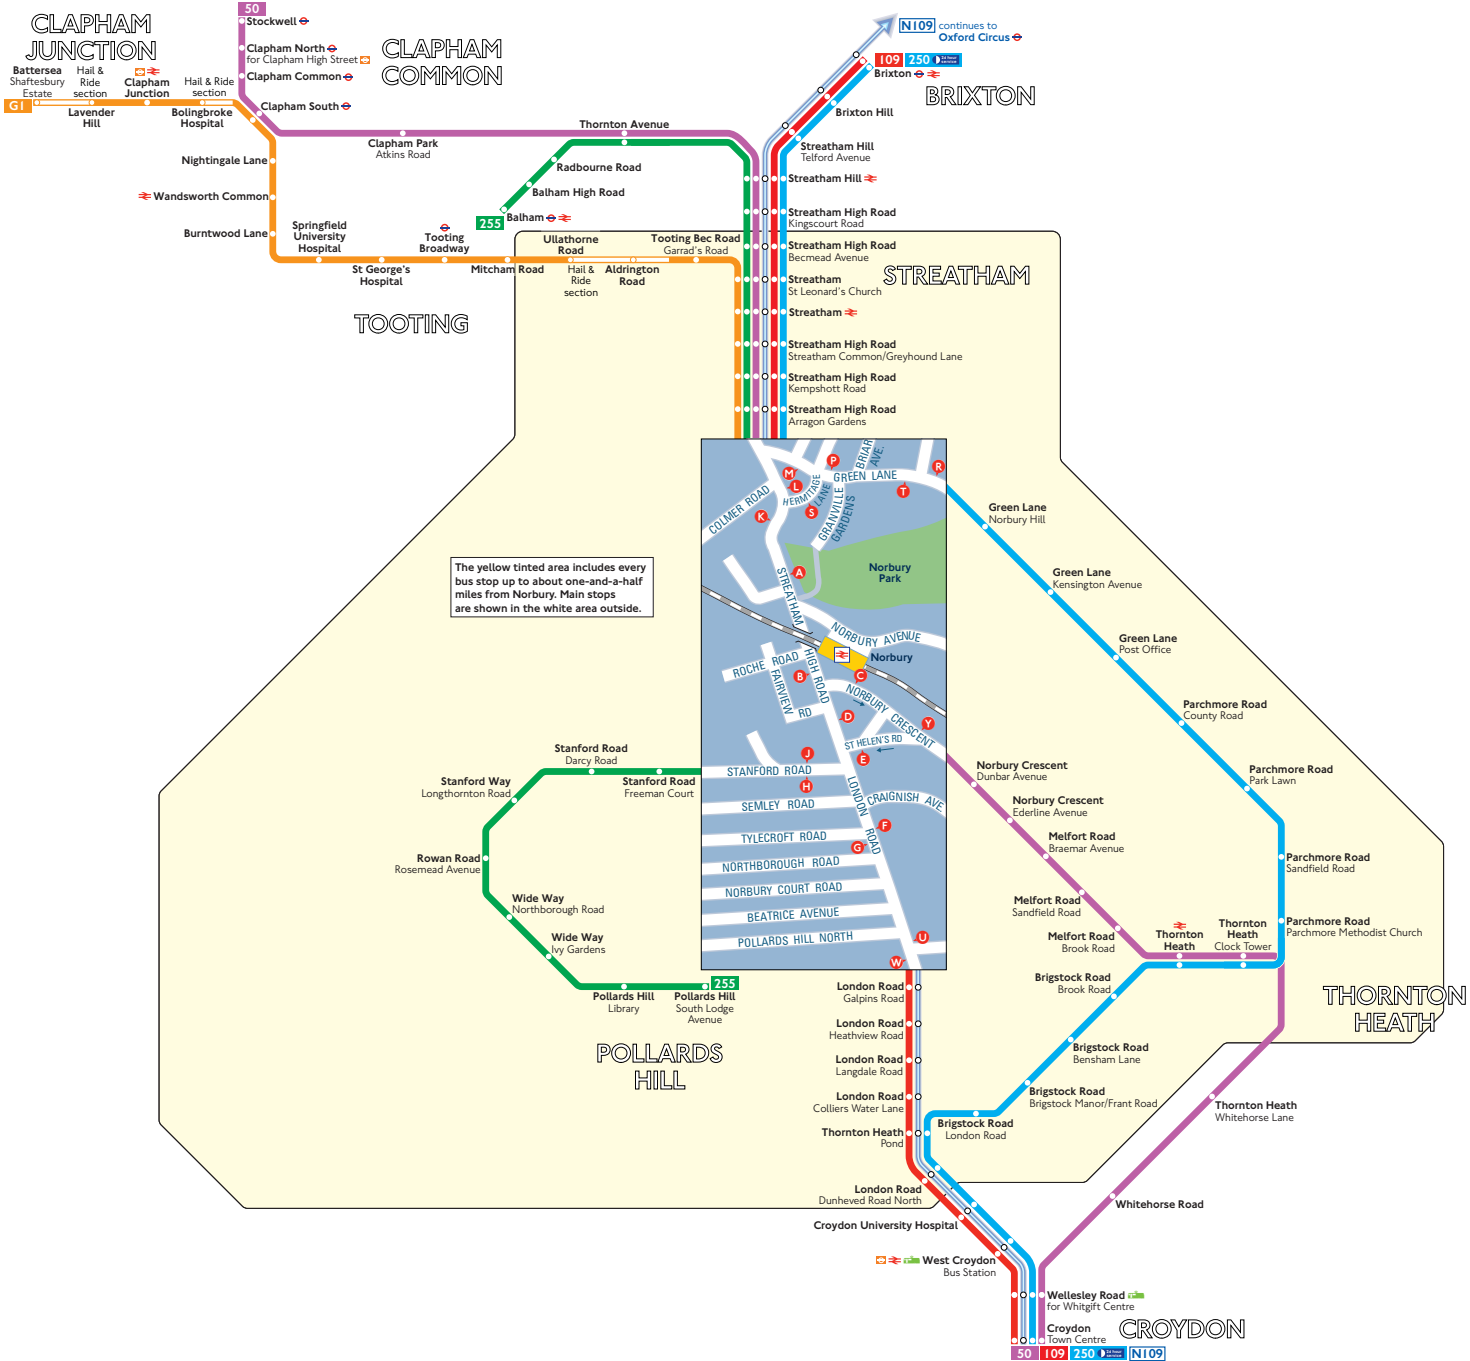 50
Stockwell
Clapham North
for Clapham High Street
Clapham Common
Clapham South
CLAPHAM
JUNCTION
CLAPHAM
COMMON
Battersea
Shaftesbury
Estate
Hail &
Ride
section
Clapham
Junction
Hail & Ride
section
G1
Lavender
Hill
Bolingbroke
Hospital
Nightingale Lane
Wandsworth Common
Burntwood Lane
Springfield
University
Hospital
St George's
Hospital
Tooting
Broadway
Mitcham Road
Ullathorne
Road
Hail &
Ride
section
Aldrington
Road
Tooting Bec Road
Garrad's Road
TOOTING
Clapham Park
Atkins Road
Thornton Avenue
Radbourne Road
Balham High Road
Balham
255
N109
continues to
Oxford Circus
109
250
24 hour
service
Brixton
BRIXTON
Brixton Hill
Streatham Hill
Telford Avenue
Streatham Hill
Streatham High Road
Kingscourt Road
Streatham High Road
Becmead Avenue
STREATHAM
Streatham
St Leonard's Church
Streatham
Streatham High Road
Streatham Common/Greyhound Lane
Streatham High Road
Kempshott Road
Streatham High Road
Arragon Gardens
The yellow tinted area includes every
bus stop up to about one-and-a-half
miles from Norbury. Main stops
are shown in the white area outside.
COLMER ROAD
HERMITAGE
LANE
GRANVILLE
GARDENS
BRIAR
AVE.
GREEN LANE
M
L
P
R
T
S
K
A
STREATHAM
HIGH ROAD
Norbury
Park
NORBURY AVENUE
Norbury
ROCHE ROAD
FAIRVIEW
RD
B
C
D
Y
NORBURY CRESCENT
ST HELEN'S RD
J
E
STANFORD ROAD
H
LONDON ROAD
SEMLEY ROAD
CRAIGNISH AVE
F
TYLECROFT ROAD
G
NORTHBOROUGH ROAD
NORBURY COURT ROAD
BEATRICE AVENUE
POLLARDS HILL NORTH
U
W
Stanford Road
Darcy Road
Stanford Road
Freeman Court
Stanford Way
Longthornton Road
Rowan Road
Rosemead Avenue
Wide Way
Northborough Road
Wide Way
Ivy Gardens
Pollards Hill
Library
Pollards Hill
South Lodge
Avenue
255
POLLARDS
HILL
Green Lane
Norbury Hill
Green Lane
Kensington Avenue
Green Lane
Post Office
Parchmore Road
County Road
Parchmore Road
Park Lawn
Parchmore Road
Sandfield Road
Parchmore Road
Parchmore Methodist Church
Norbury Crescent
Dunbar Avenue
Norbury Crescent
Ederline Avenue
Melfort Road
Braemar Avenue
Melfort Road
Sandfield Road
Melfort Road
Brook Road
Thornton
Heath
Thornton
Heath
Clock Tower
THORNTON
HEATH
Brigstock Road
Brook Road
Brigstock Road
Bensham Lane
Brigstock Road
Brigstock Manor/Frant Road
Brigstock Road
London Road
Thornton Heath
Whitehorse Lane
Whitehorse Road
London Road
Galpins Road
London Road
Heathview Road
London Road
Langdale Road
London Road
Colliers Water Lane
Thornton Heath
Pond
London Road
Dunheved Road North
Croydon University Hospital
West Croydon
Bus Station
Wellesley Road
for Whitgift Centre
Croydon
Town Centre
CROYDON
50
109
250
24 hour
service
N109